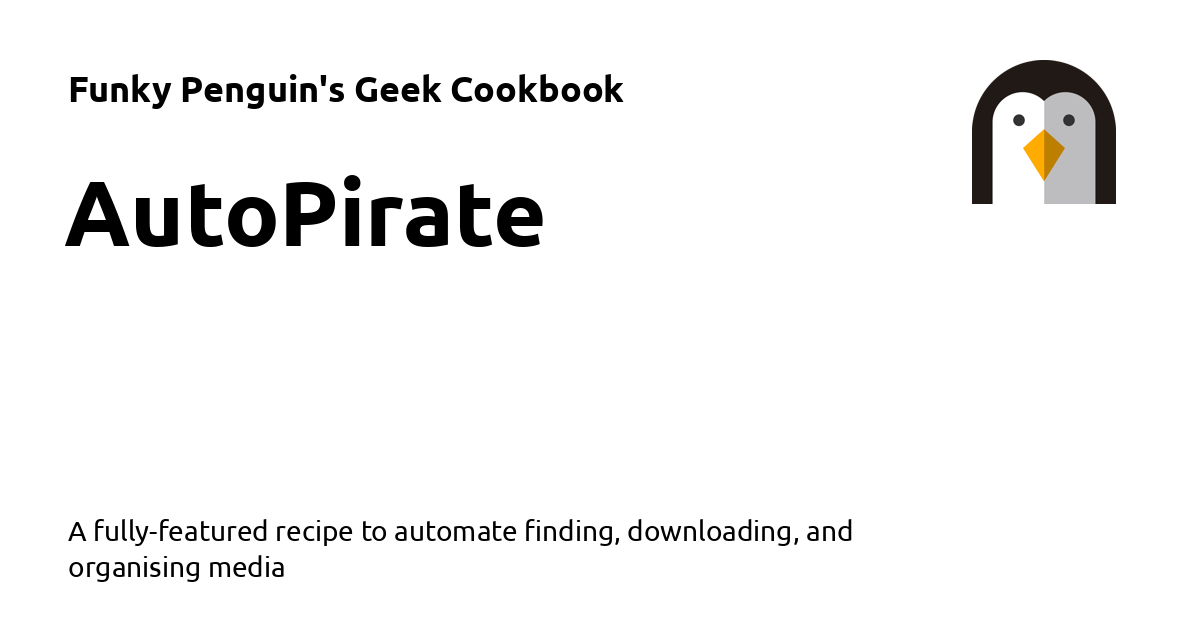 Funky Penguin's Geek Cookbook
AutoPirate
A fully-featured recipe to automate finding, downloading, and
organising media